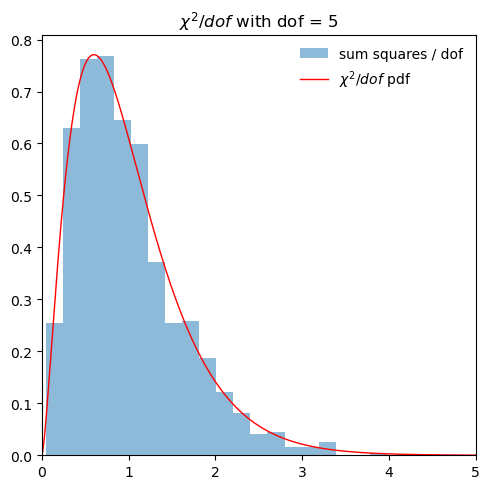 χ²/dof with dof = 5
sum squares / dof
χ²/dof pdf
0.8
0.7
0.6
0.5
0.4
0.3
0.2
0.1
0.0
0 1 2 3 4 5